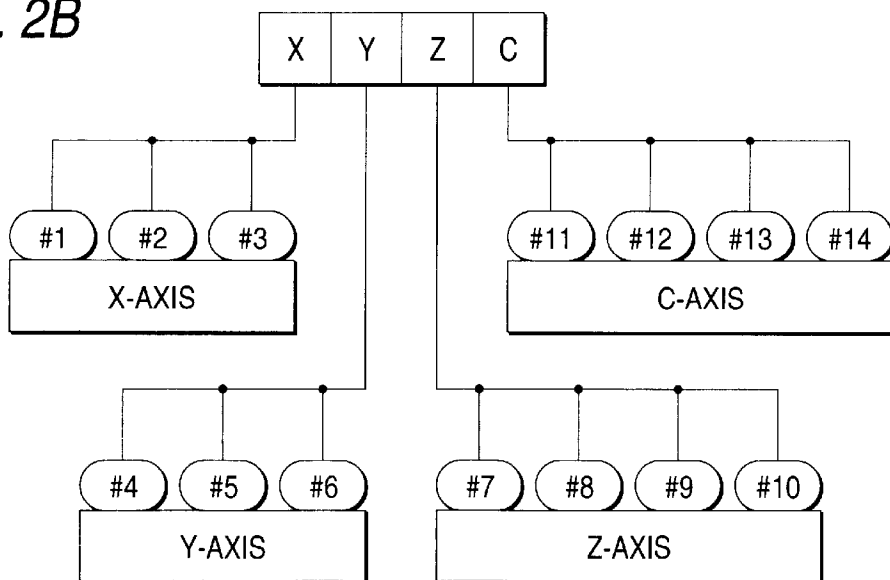 . 2B
X Y Z C
#1 #2 #3
X-AXIS
#11 #12 #13 #14
C-AXIS
#4 #5 #6
Y-AXIS
#7 #8 #9 #10
Z-AXIS